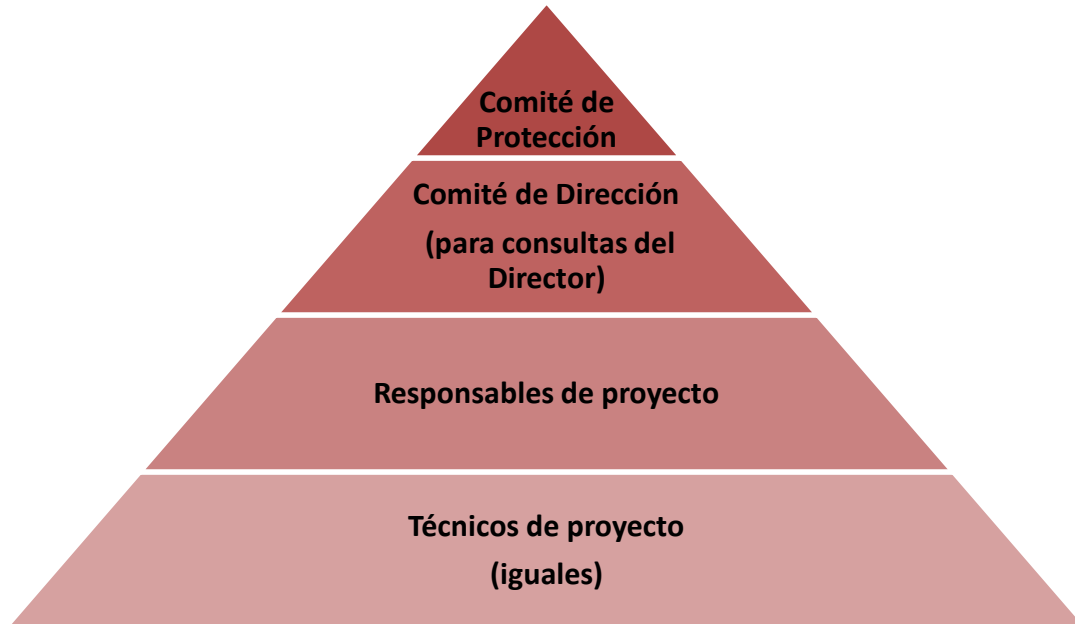 Comité de
Protección
Comité de Dirección
(para consultas del
Director)
Responsables de proyecto
Técnicos de proyecto
(iguales)